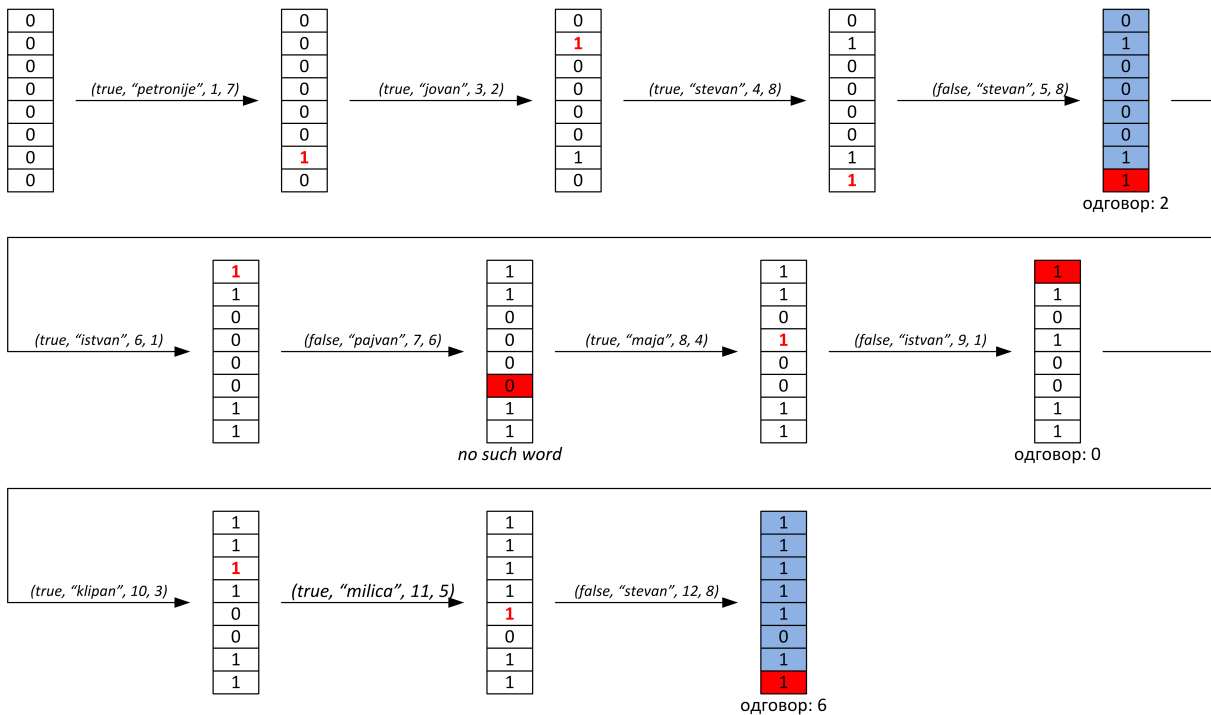 0 0 0 0 0
0 0 1 1 1
0 0 0 0 0
0 (true, “petronije”, 1, 7) 0 (true, “jovan”, 3, 2) 0 (true, “stevan”, 4, 8) 0 (false, “stevan”, 5, 8) 0
0 0 0 0 0
0 0 0 0 0
0 1 1 1 1
0 0 0 1 1
одговор: 2
1 1 1 1
1 1 1 1
0 0 0 0
(true, “istvan”, 6, 1) 0 (false, “pajvan”, 7, 6) 0 (true, “maja”, 8, 4) 1 (false, “istvan”, 9, 1) 1
0 0 0 0
0 0 0 0
1 1 1 1
1 1 1 1
no such word одговор: 0
1 1 1
1 1 1
1 1 1
(true, “klipan”, 10, 3) 1 (true, “milica”, 11, 5) 1 (false, “stevan”, 12, 8) 1
0 1 1
0 0 0
1 1 1
1 1 1
одговор: 6